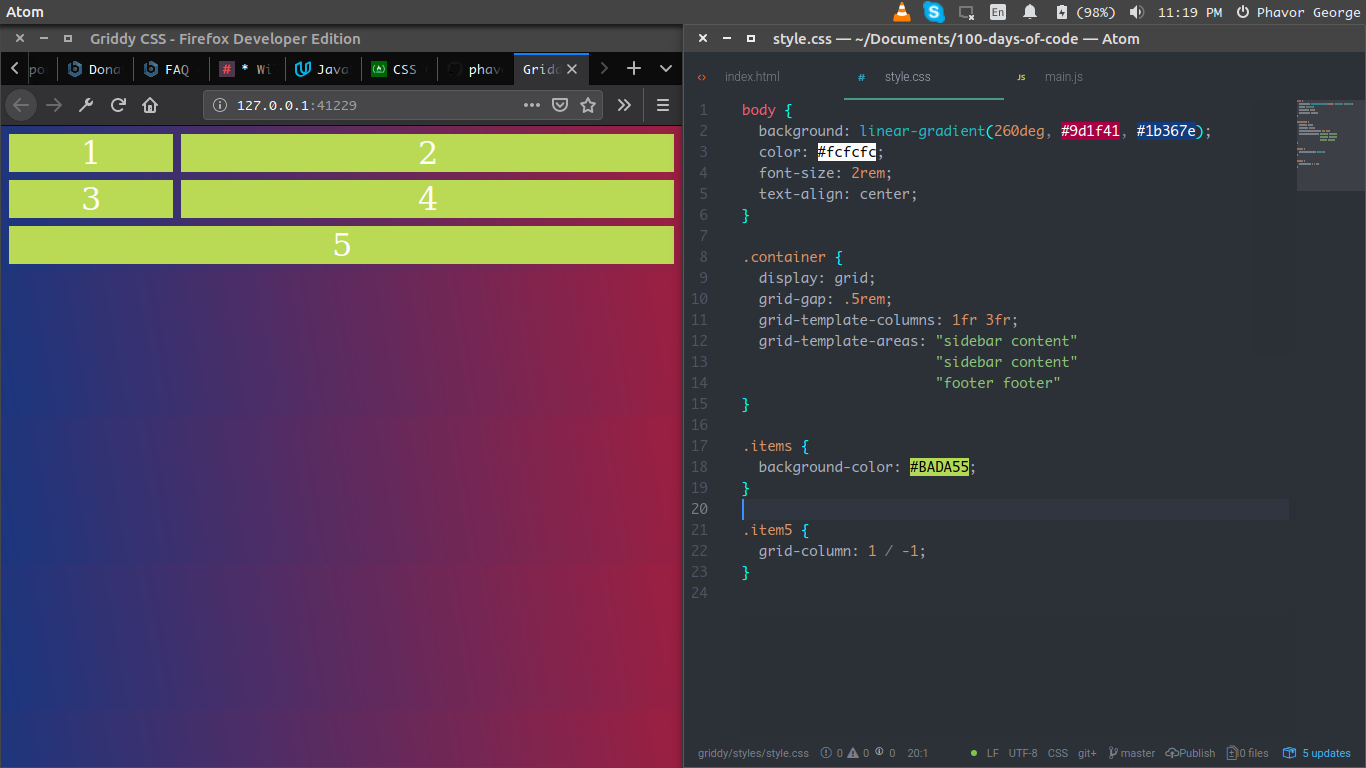 Atom
En
(98%)
11:19 PM
Phavor George
Griddy CSS - Firefox Developer Edition
po
Dona
FAQ
# * Wi
Java
CSS
phav
Gridd
127.0.0.1:41229
1
2
3
4
5
style.css — ~/Documents/100-days-of-code — Atom
<> index.html
# style.css
JS main.js
1 body {
2 background: linear-gradient(260deg, #9d1f41, #1b367e);
3 color: #fcfcfc;
4 font-size: 2rem;
5 text-align: center;
6 }
7
8 .container {
9 display: grid;
10 grid-gap: .5rem;
11 grid-template-columns: 1fr 3fr;
12 grid-template-areas: "sidebar content"
13 "sidebar content"
14 "footer footer"
15 }
16
17 .items {
18 background-color: #BADA55;
19 }
20
21 .item5 {
22 grid-column: 1 / -1;
23 }
24
griddy/styles/style.css 0 0 0 20:1 LF UTF-8 CSS git+ master Publish 0 files 5 updates